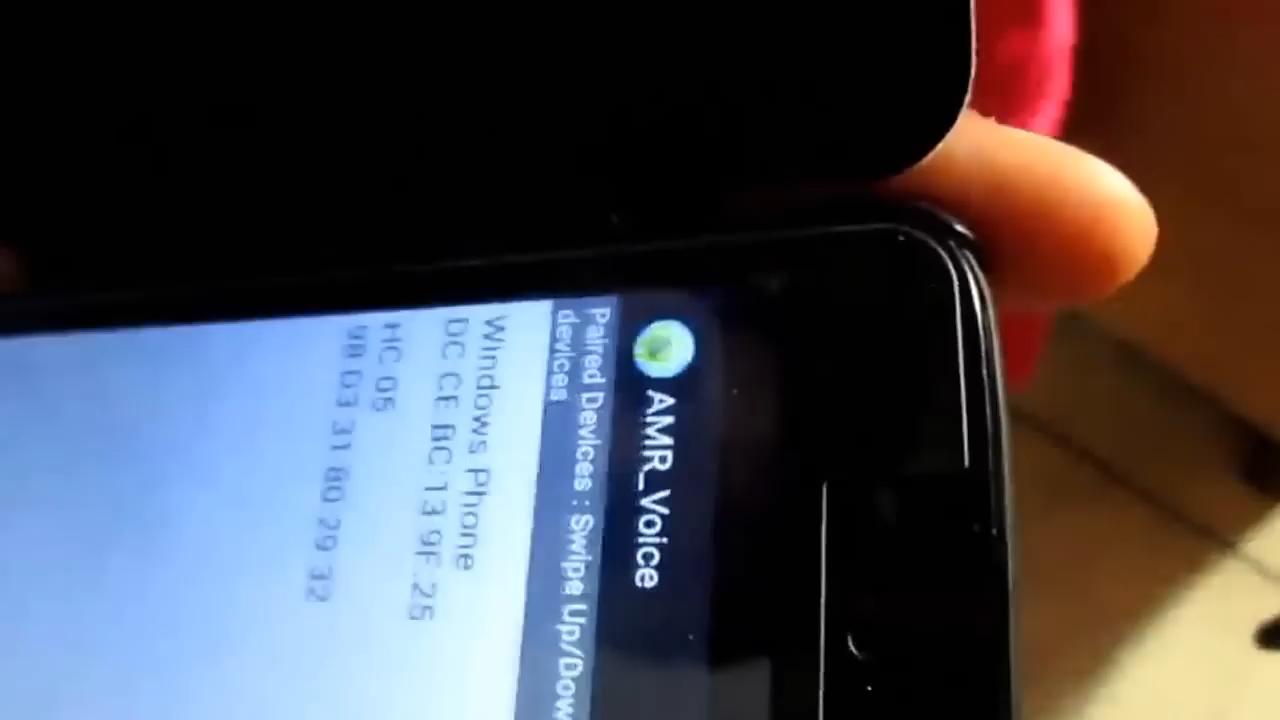 AMR_Voice
Paired Devices : Swipe Up/Dow
devices
Windows Phone
DC CE BC:13 9F.25
HC 05
98 D3 31 80 29 32